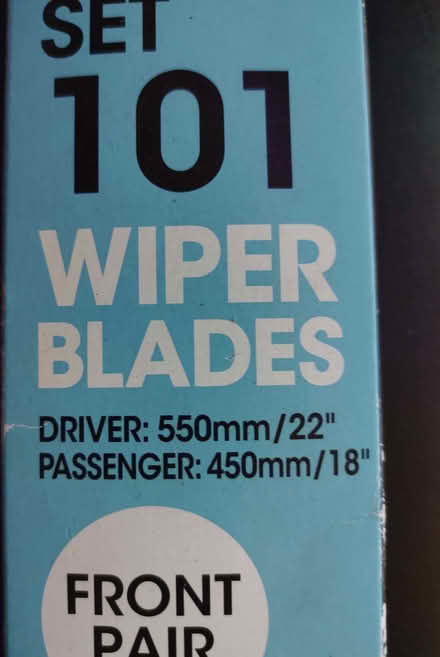 SET
101
WIPER
BLADES
DRIVER: 550mm/22"
PASSENGER: 450mm/18"
FRONT
PAIR